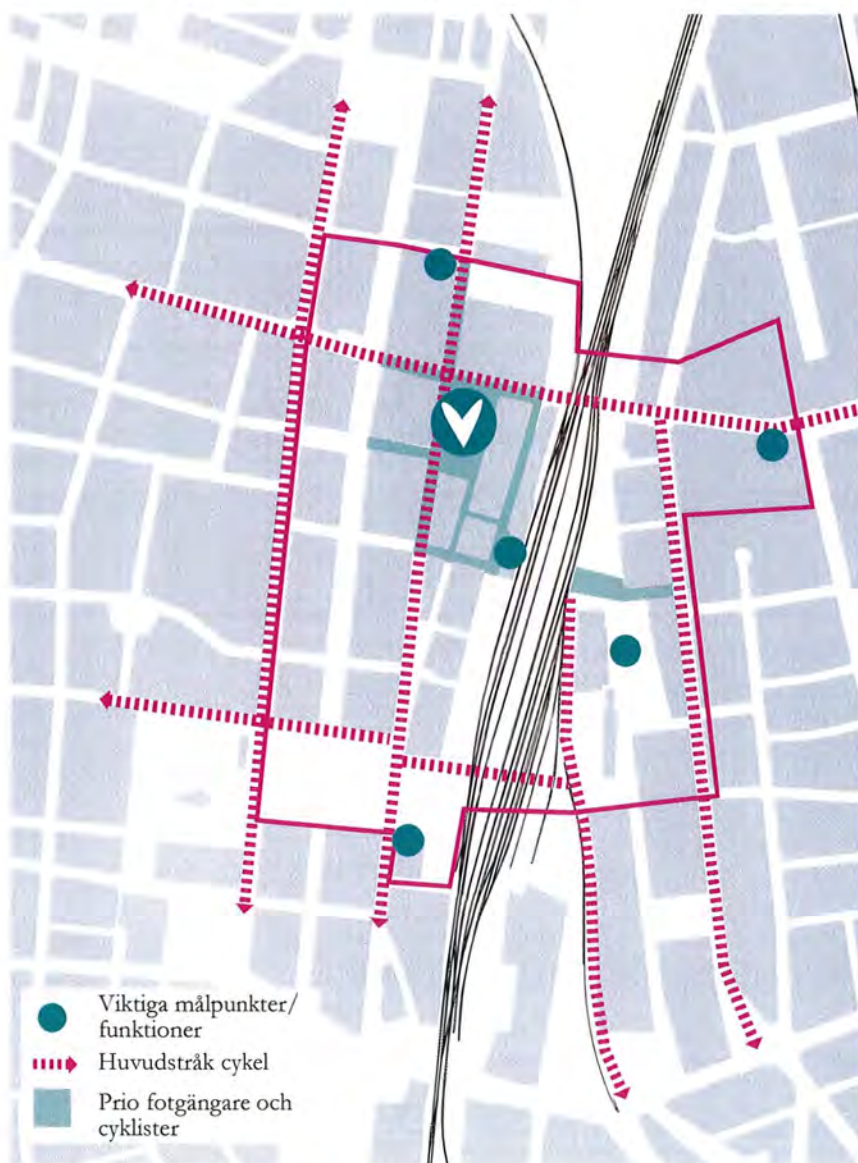 Viktiga målpunkter/
funktioner
Huvudstråk cykel
Prio fotgängare och
cyklister